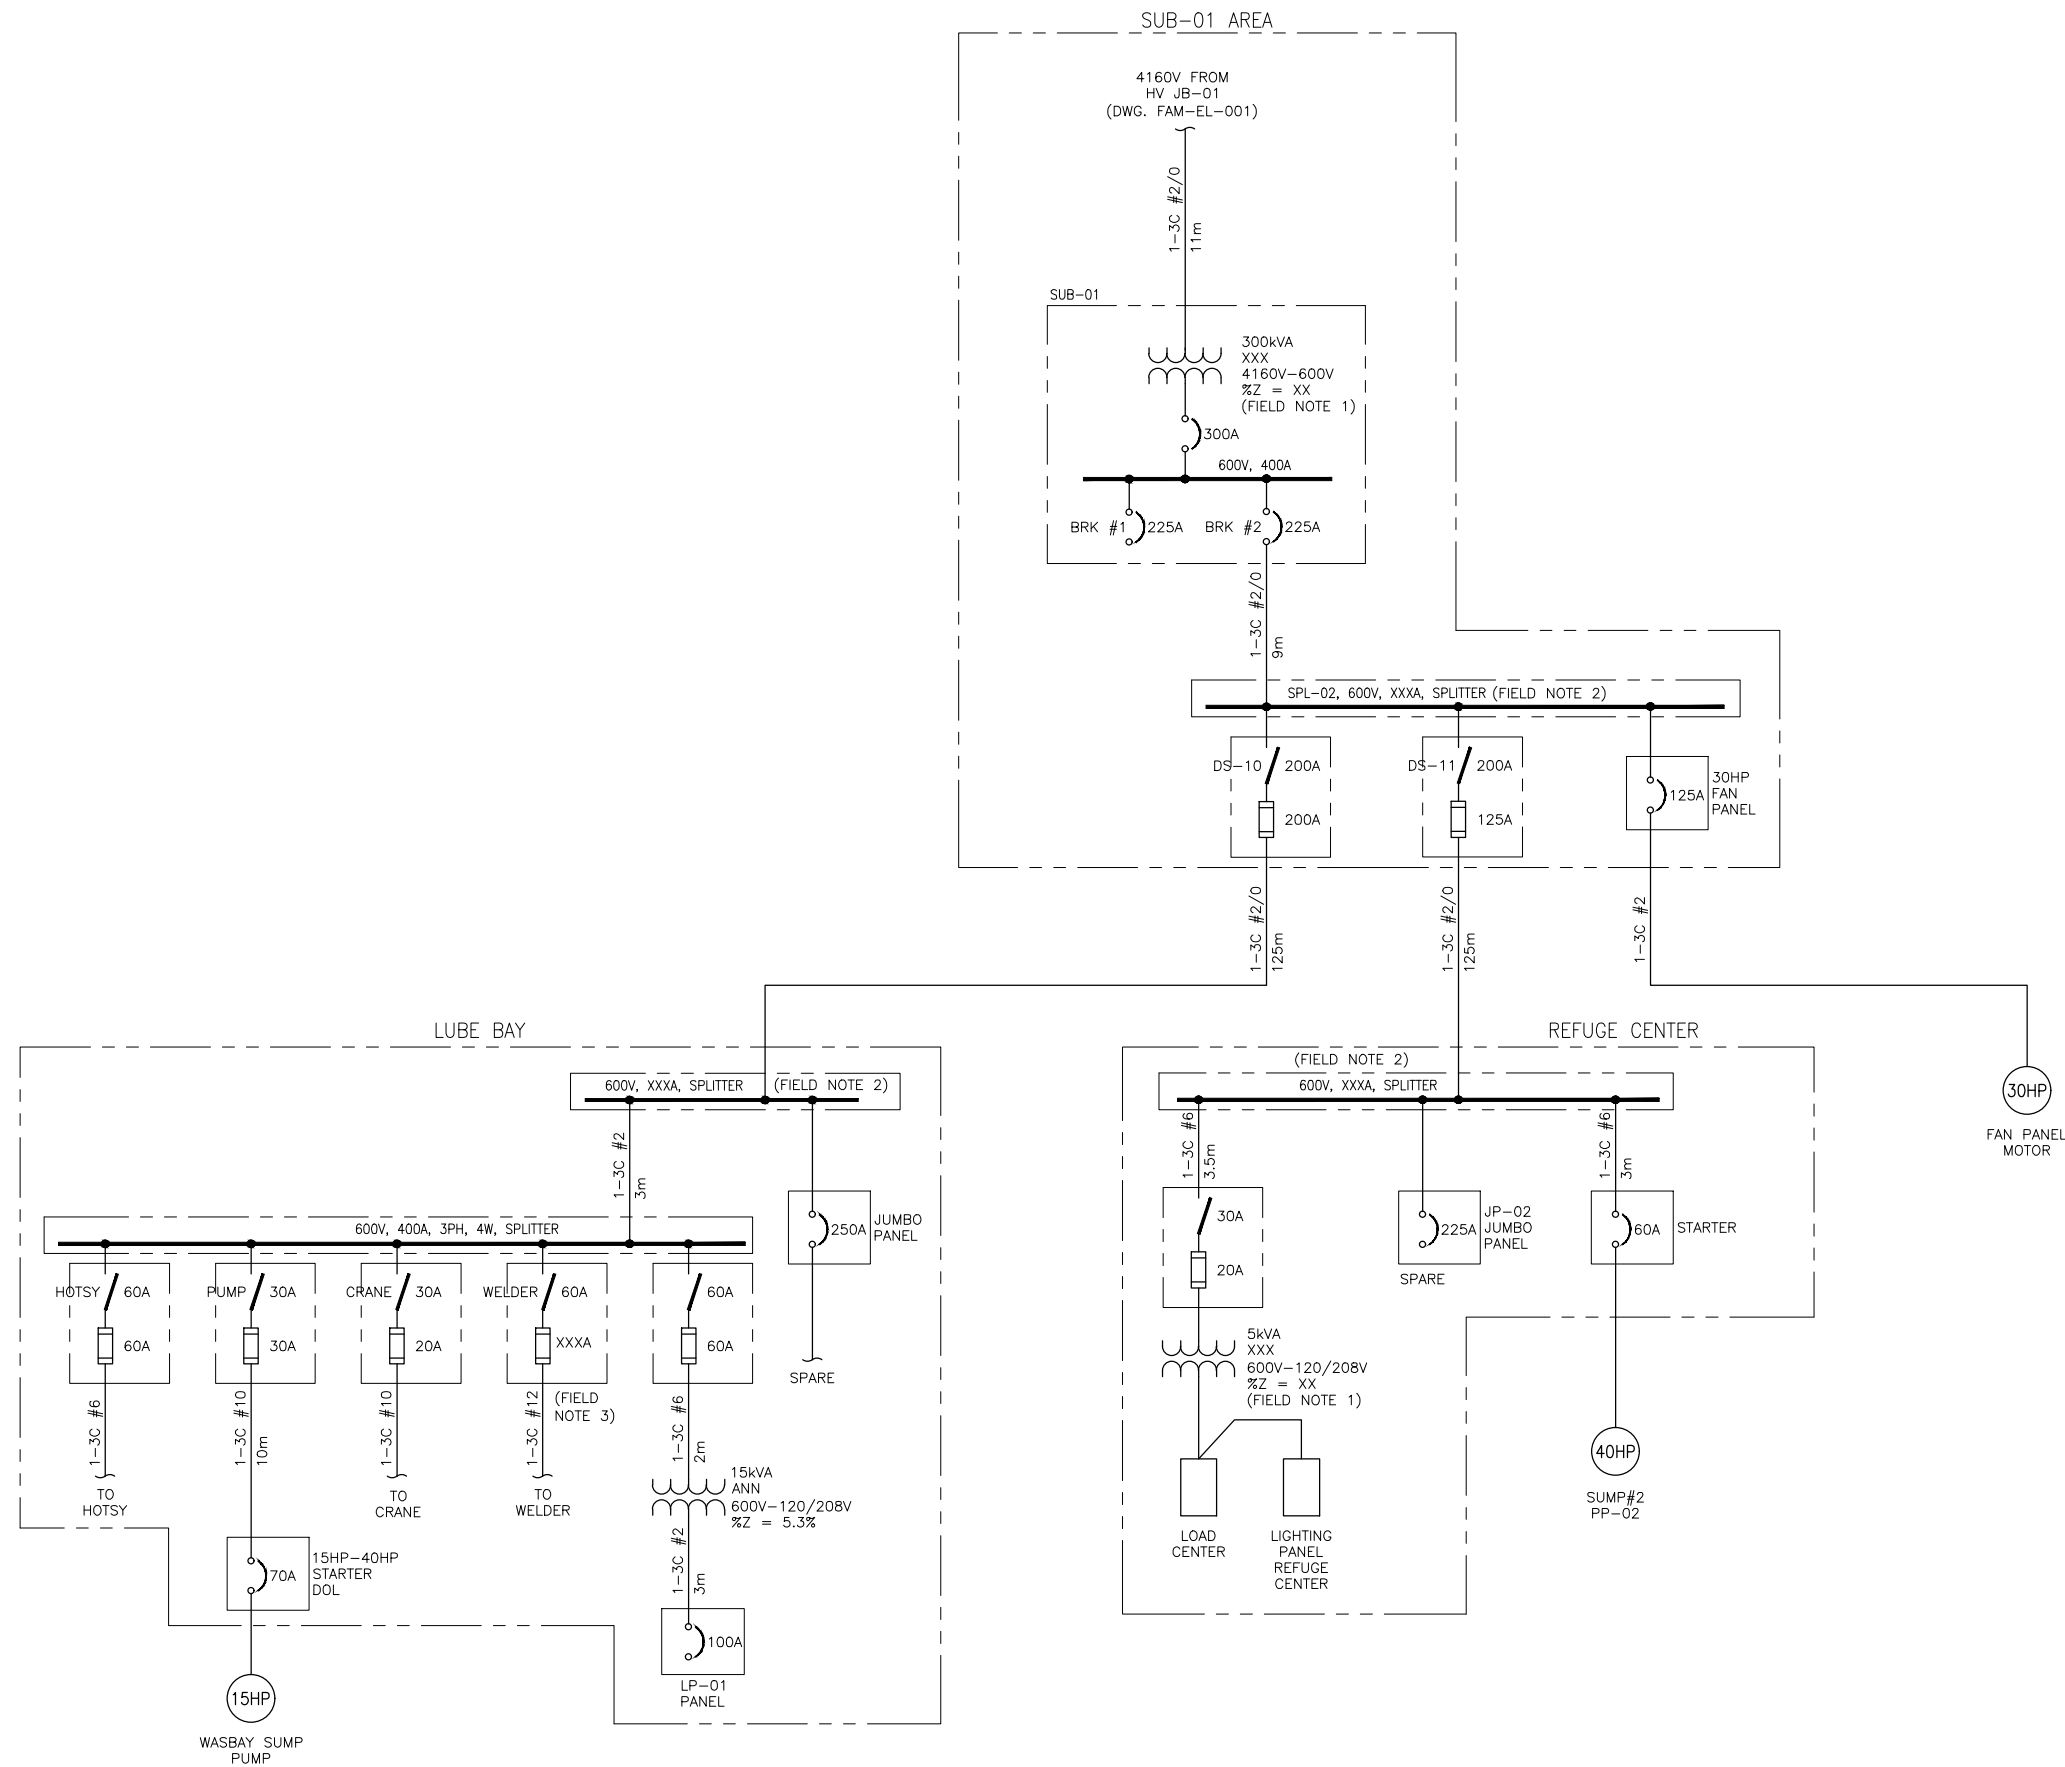 SUB-01 AREA
4160V FROM
HV JB-01
(DWG. FAM-EL-001)
1-3C #2/0
11m
SUB-01
300kVA
XXX
4160V-600V
%Z = XX
(FIELD NOTE 1)
300A
600V, 400A
BRK #1
225A
BRK #2
225A
1-3C #2/0
9m
SPL-02, 600V, XXXA, SPLITTER (FIELD NOTE 2)
DS-10
200A
200A
DS-11
200A
125A
125A
30HP
FAN
PANEL
1-3C #2/0
125m
1-3C #2/0
125m
1-3C #2
30HP
FAN PANEL
MOTOR
LUBE BAY
600V, XXXA, SPLITTER
(FIELD NOTE 2)
1-3C #2
3m
250A
JUMBO
PANEL
SPARE
600V, 400A, 3PH, 4W, SPLITTER
HOTSY
60A
60A
PUMP
30A
30A
CRANE
30A
20A
WELDER
60A
XXXA
60A
60A
1-3C #6
TO
HOTSY
1-3C #10
10m
1-3C #10
TO
CRANE
1-3C #12
(FIELD
NOTE 3)
TO
WELDER
1-3C #6
2m
15kVA
ANN
600V-120/208V
%Z = 5.3%
1-3C #2
3m
100A
LP-01
PANEL
70A
15HP-40HP
STARTER
DOL
15HP
WASBAY SUMP
PUMP
REFUGE CENTER
(FIELD NOTE 2)
600V, XXXA, SPLITTER
1-3C #6
3.5m
30A
20A
5kVA
XXX
600V-120/208V
%Z = XX
(FIELD NOTE 1)
LOAD
CENTER
LIGHTING
PANEL
REFUGE
CENTER
225A
JP-02
JUMBO
PANEL
SPARE
1-3C #6
3m
60A
STARTER
40HP
SUMP#2
PP-02